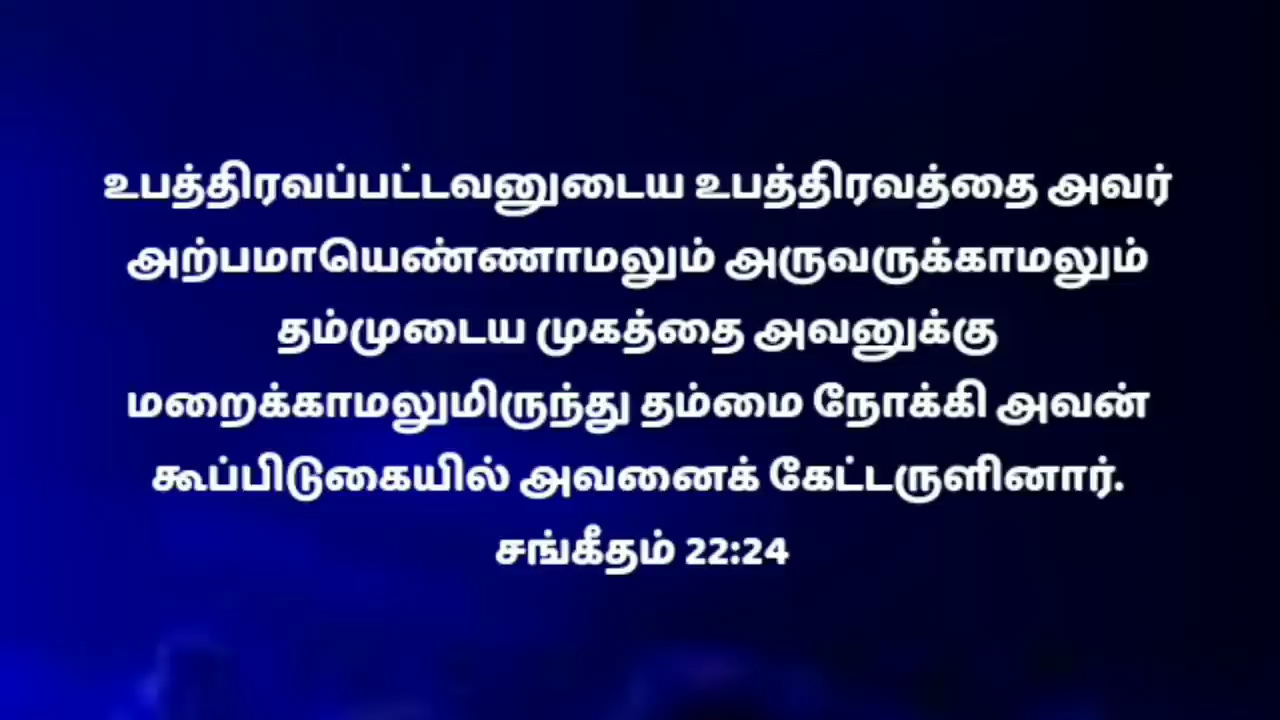 உபத்திரவப்பட்டவனுடைய உபத்திரவத்தை அவர்
அற்பமாயெண்ணாமலும் அருவருக்காமலும்
தம்முடைய முகத்தை அவனுக்கு
மறைக்காமலுமிருந்து தம்மை நோக்கி அவன்
கூப்பிடுகையில் அவனைக் கேட்டருளினார்.
சங்கீதம் 22:24